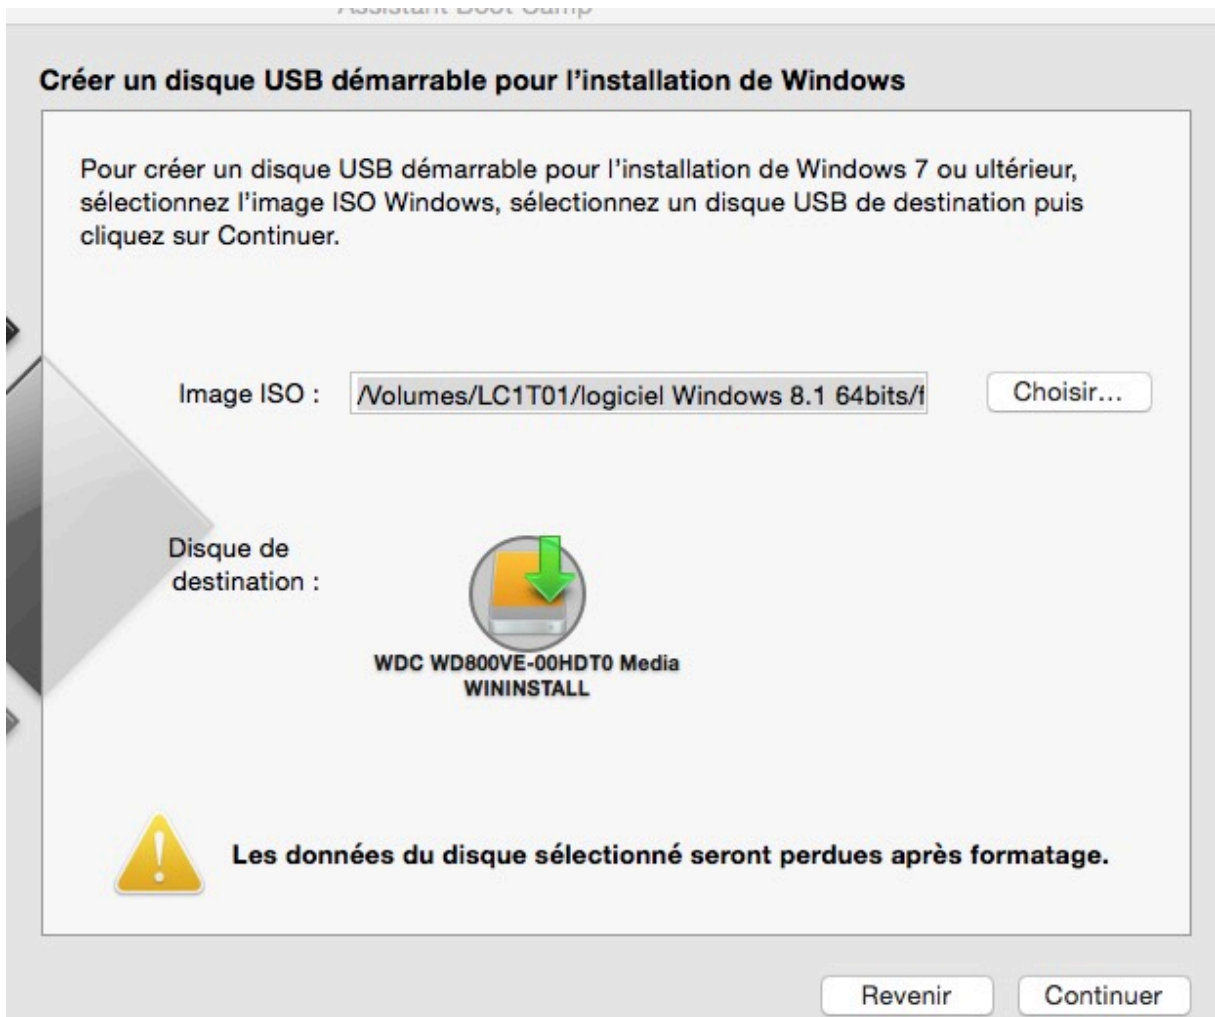 Assistant Boot Camp
Créer un disque USB démarrable pour l'installation de Windows
Pour créer un disque USB démarrable pour l'installation de Windows 7 ou ultérieur,
sélectionnez l'image ISO Windows, sélectionnez un disque USB de destination puis
cliquez sur Continuer.
Image ISO :
/Volumes/LC1T01/logiciel Windows 8.1 64bits/f
Choisir...
Disque de
destination :
WDC WD800VE-00HDT0 Media
WININSTALL
Les données du disque sélectionné seront perdues après formatage.
Revenir
Continuer